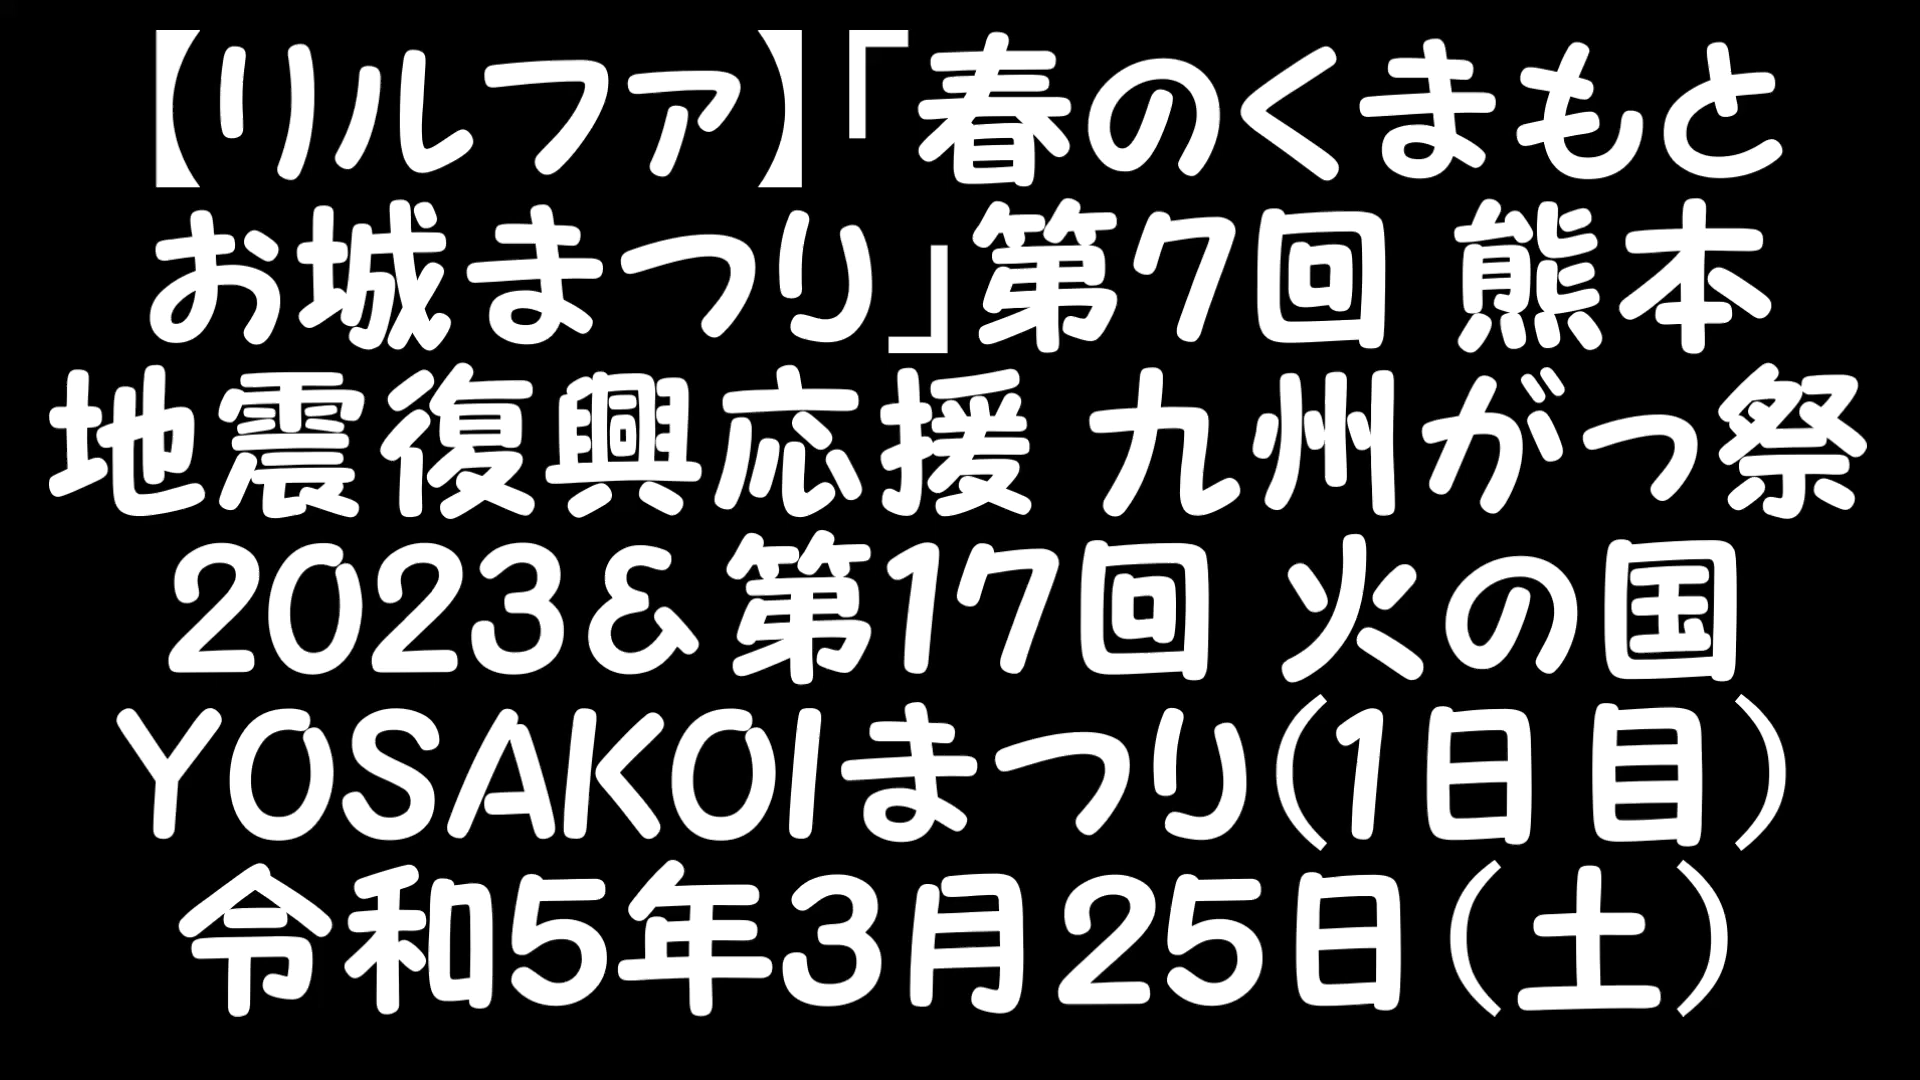 【リルファ】「春のくまもと
お城まつり」第7回 熊本
地震復興応援 九州がっ祭
2023&第17回 火の国
YOSAKOIまつり(1日目)
令和5年3月25日(土)